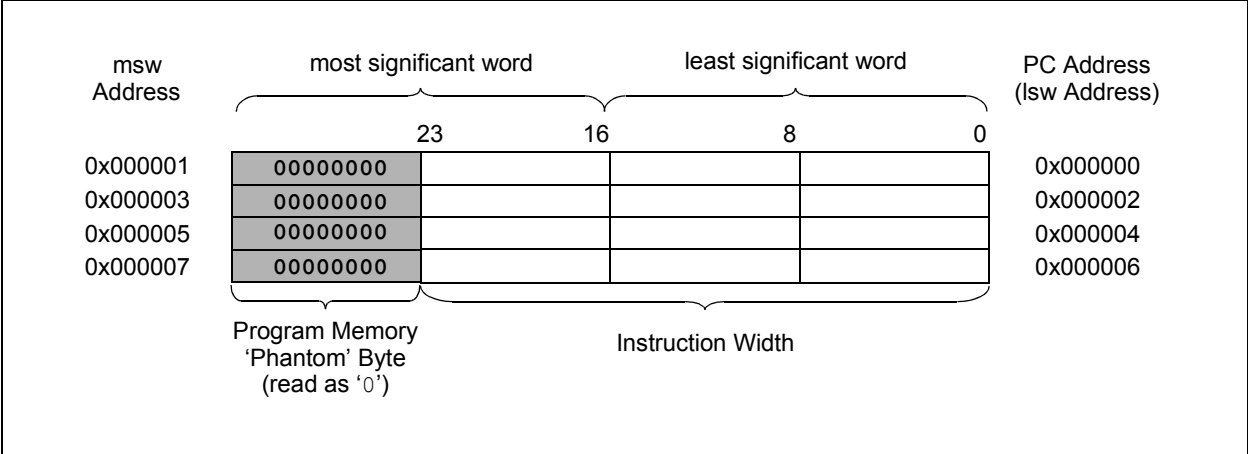 msw
Address
most significant word
least significant word
PC Address
(lsw Address)
23 16 8 0
0x000001 00000000 0x000000
0x000003 00000000 0x000002
0x000005 00000000 0x000004
0x000007 00000000 0x000006
Program Memory
‘Phantom’ Byte
(read as ‘0’)
Instruction Width